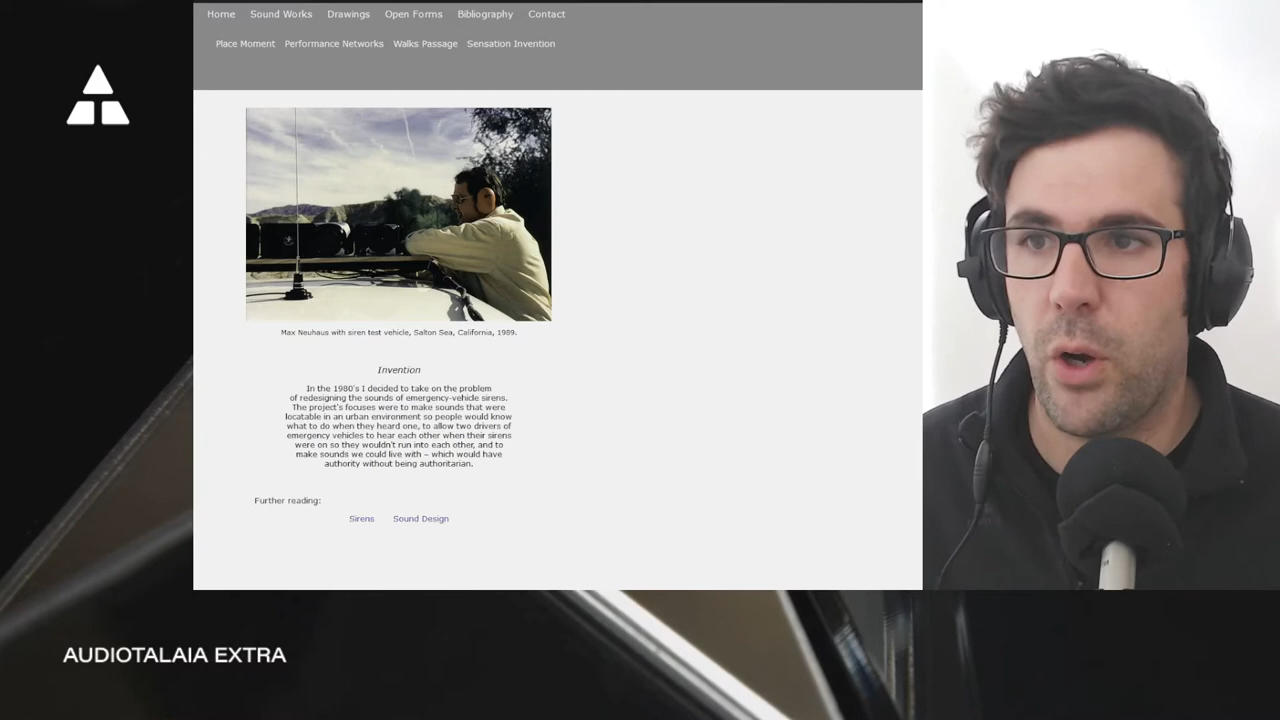 Home Sound Works Drawings Open Forms Bibliography Contact
Place Moment Performance Networks Walks Passage Sensation Invention
Max Neuhaus with siren test vehicle, Salton Sea, California, 1989.
Invention
In the 1980's I decided to take on the problem
of redesigning the sounds of emergency-vehicle sirens.
The project's focuses were to make sounds that were
locatable in an urban environment so people would know
what to do when they heard one, to allow two drivers of
emergency vehicles to hear each other when their sirens
were on so they wouldn't run into each other, and to
make sounds we could live with – which would have
authority without being authoritarian.
Further reading:
Sirens Sound Design
AUDIOTALAIA EXTRA